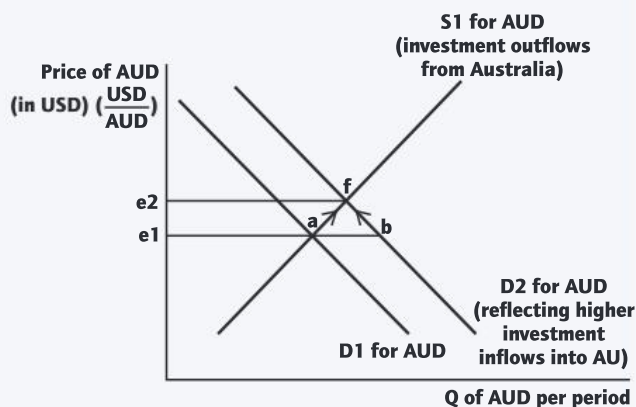 S1 for AUD
(investment outflows
from Australia)
Price of AUD
(in USD) (USD/AUD)
f
e2
a
b
e1
D2 for AUD
(reflecting higher
investment
inflows into AU)
D1 for AUD
Q of AUD per period